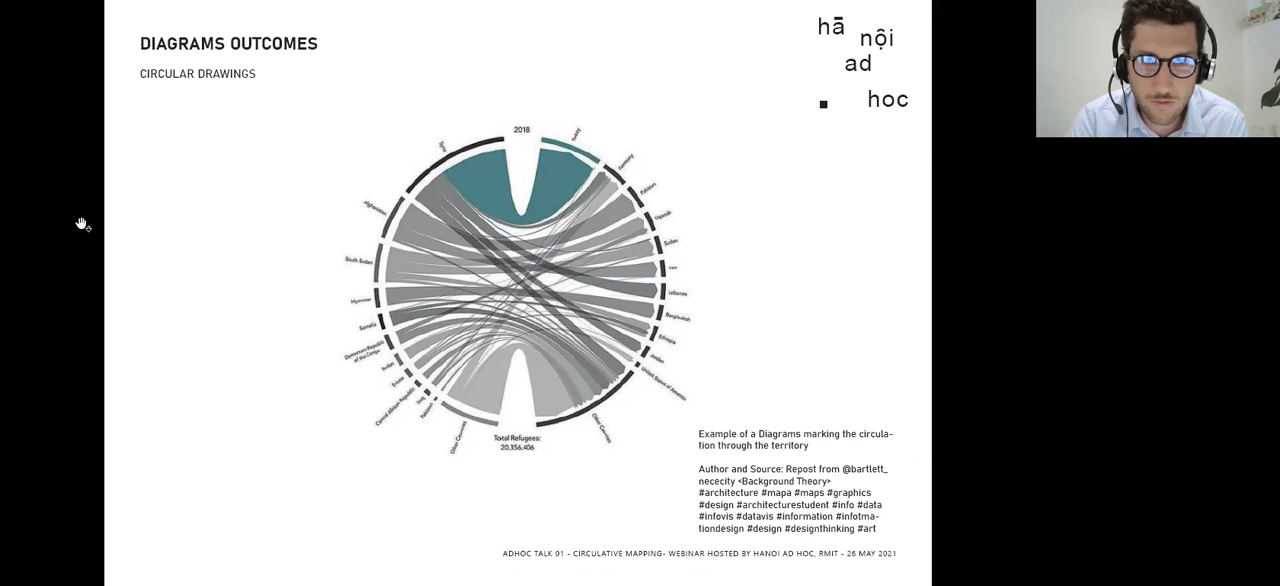 DIAGRAMS OUTCOMES
CIRCULAR DRAWINGS
hā
nội
ad
hoc
2018
Syria
Turkey
Germany
Pakistan
Uganda
Sudan
Iran
Lebanon
Bangladesh
Ethiopia
Jordan
United States of America
Other Countries
Afghanistan
South Sudan
Myanmar
Somalia
Democratic Republic
of the Congo
Sudan
Eritrea
Central African Republic
Iraq
Pakistan
Other Countries
Total Refugees:
20,356,406
Example of a Diagrams marking the circula-
tion through the territory
Author and Source: Repost from @bartlett_
nececity <Background Theory>
#architecture #mapa #maps #graphics
#design #architecturestudent #info #data
#infovis #datavis #information #infotma-
tiondesign #design #designthinking #art
ADHOC TALK 01 - CIRCULATIVE MAPPING- WEBINAR HOSTED BY HANOI AD HOC, RMIT - 26 MAY 2021